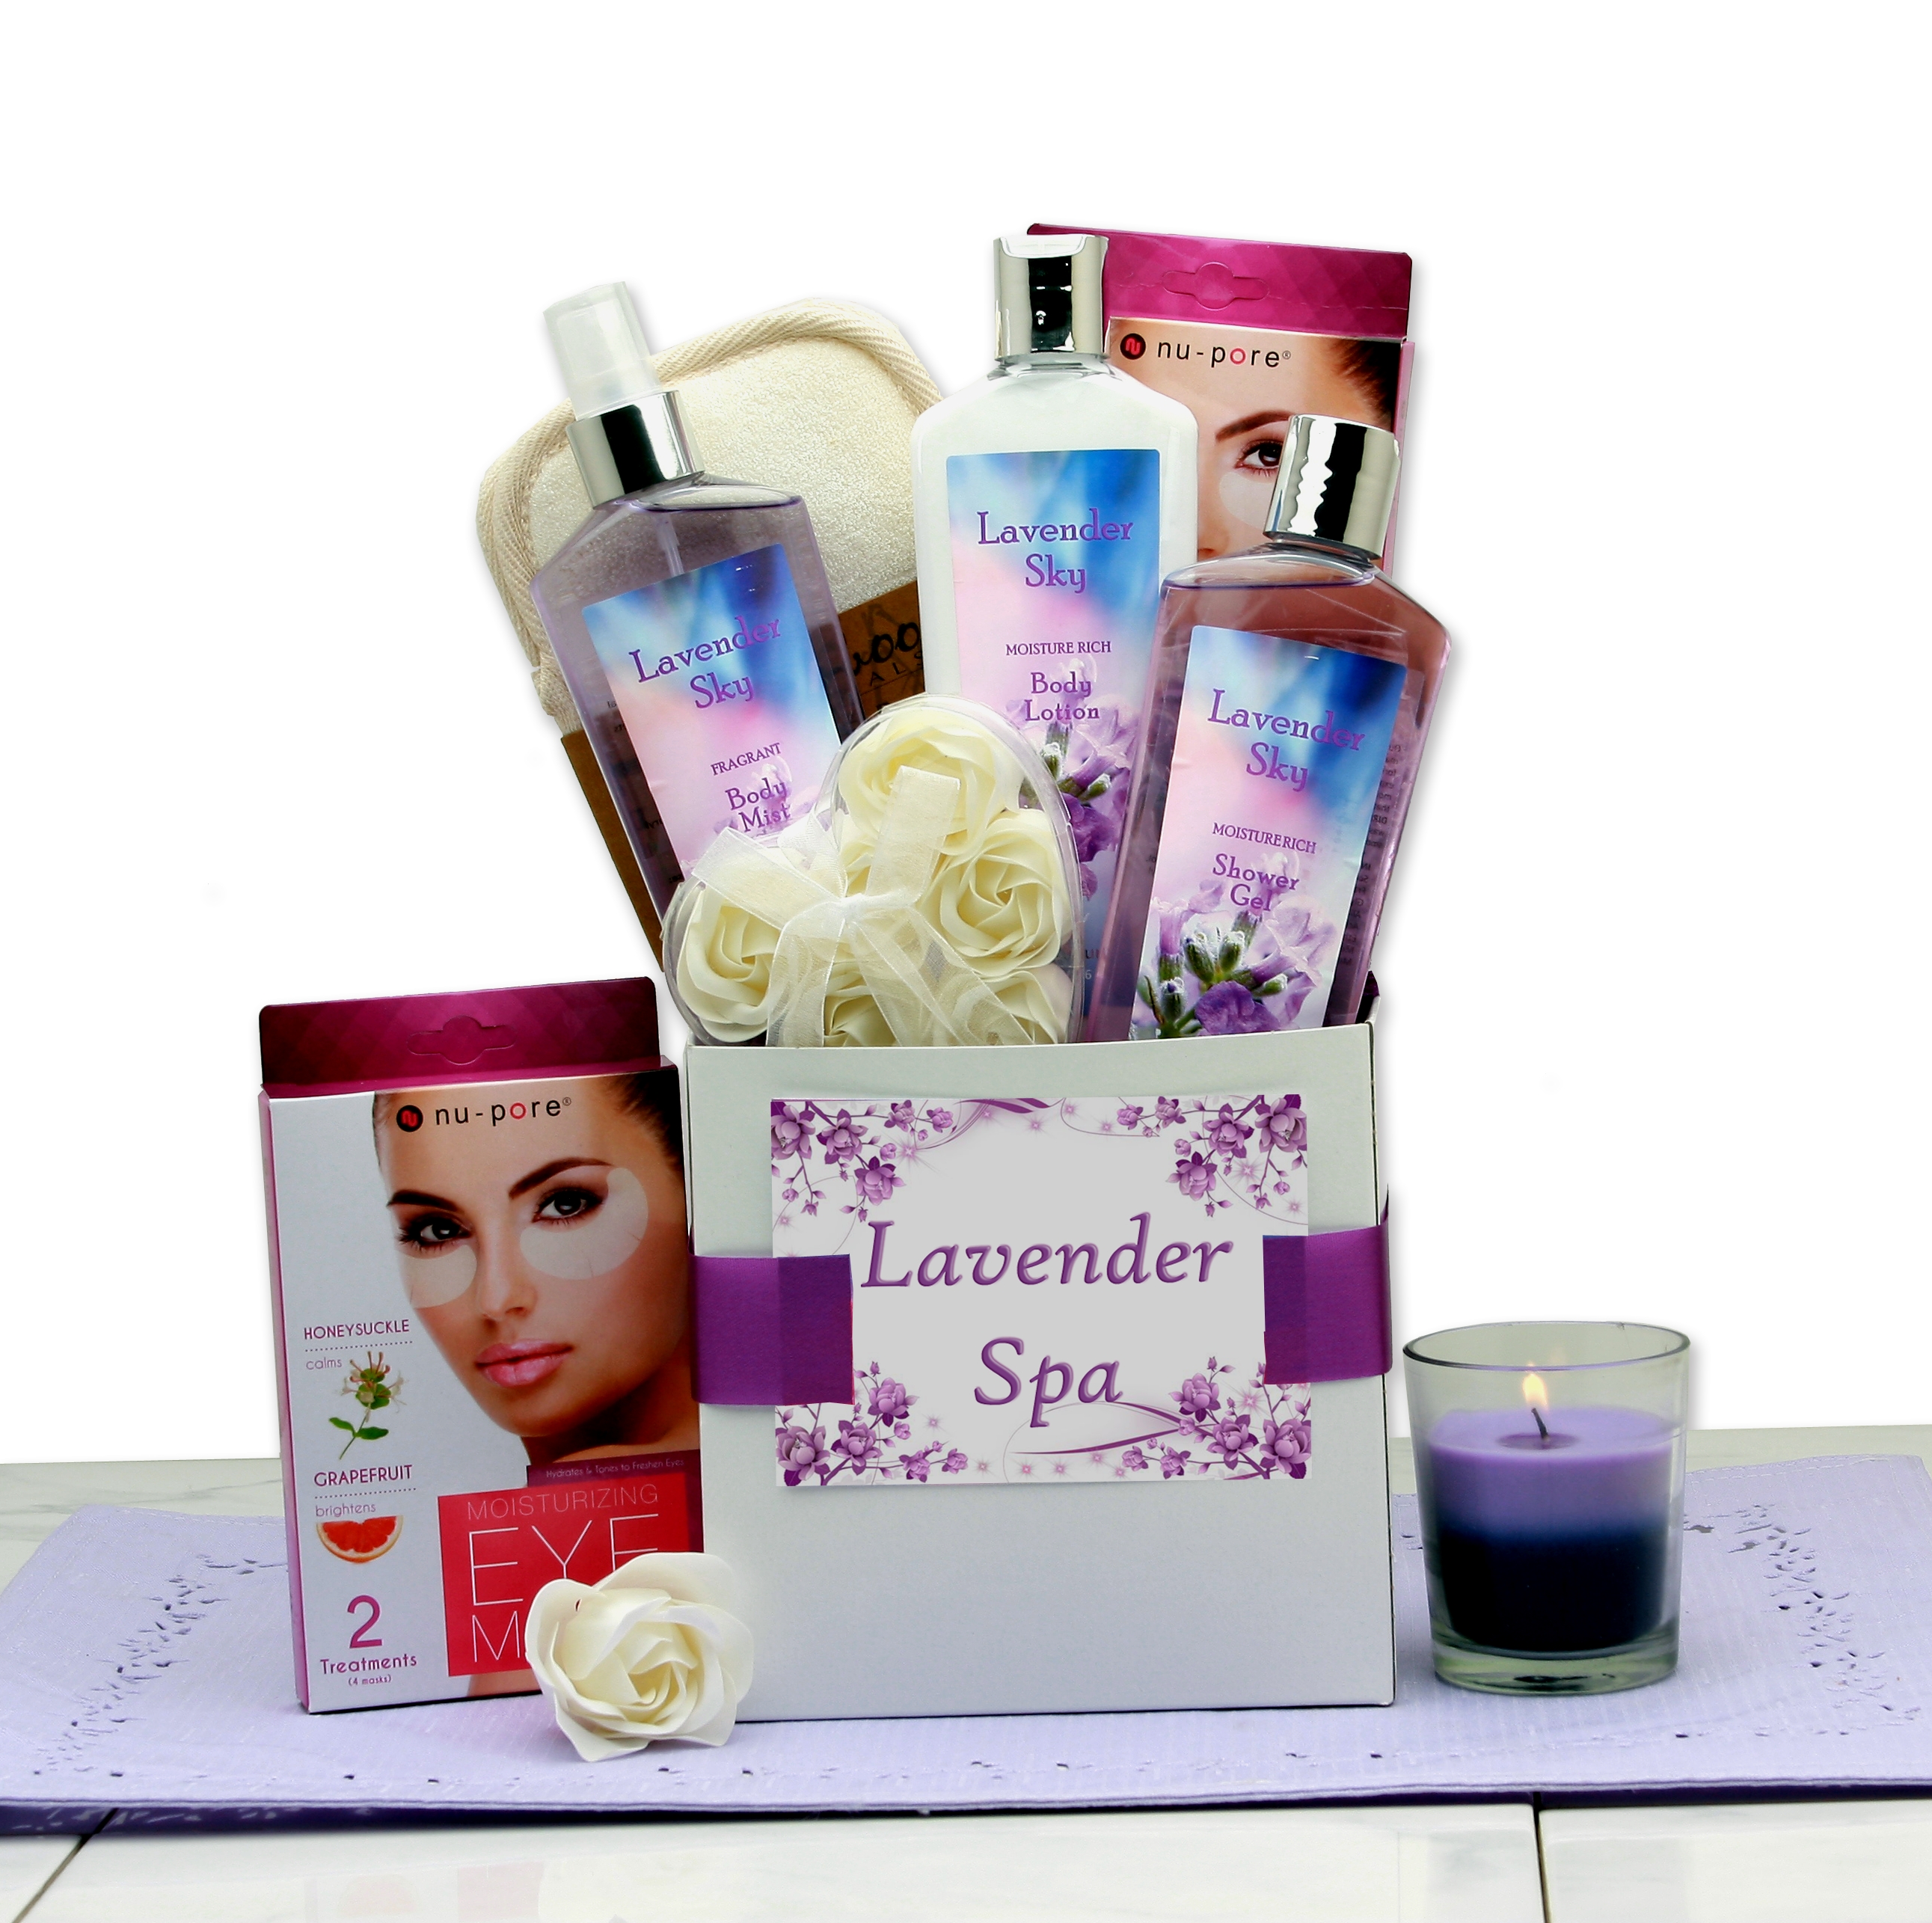 nu-pore®
Lavender
Sky
MOISTURE RICH
Body
Lotion
Lavender
Sky
FRAGRANT
Body
Mist
Lavender
Sky
MOISTURE RICH
Shower
Gel
nu-pore®
HONEYSUCKLE
calms
GRAPEFRUIT
brightens
2
Treatments
(4 masks)
Hydrates & Tones to Freshen Eyes
MOISTURIZING
EYE
Lavender
Spa